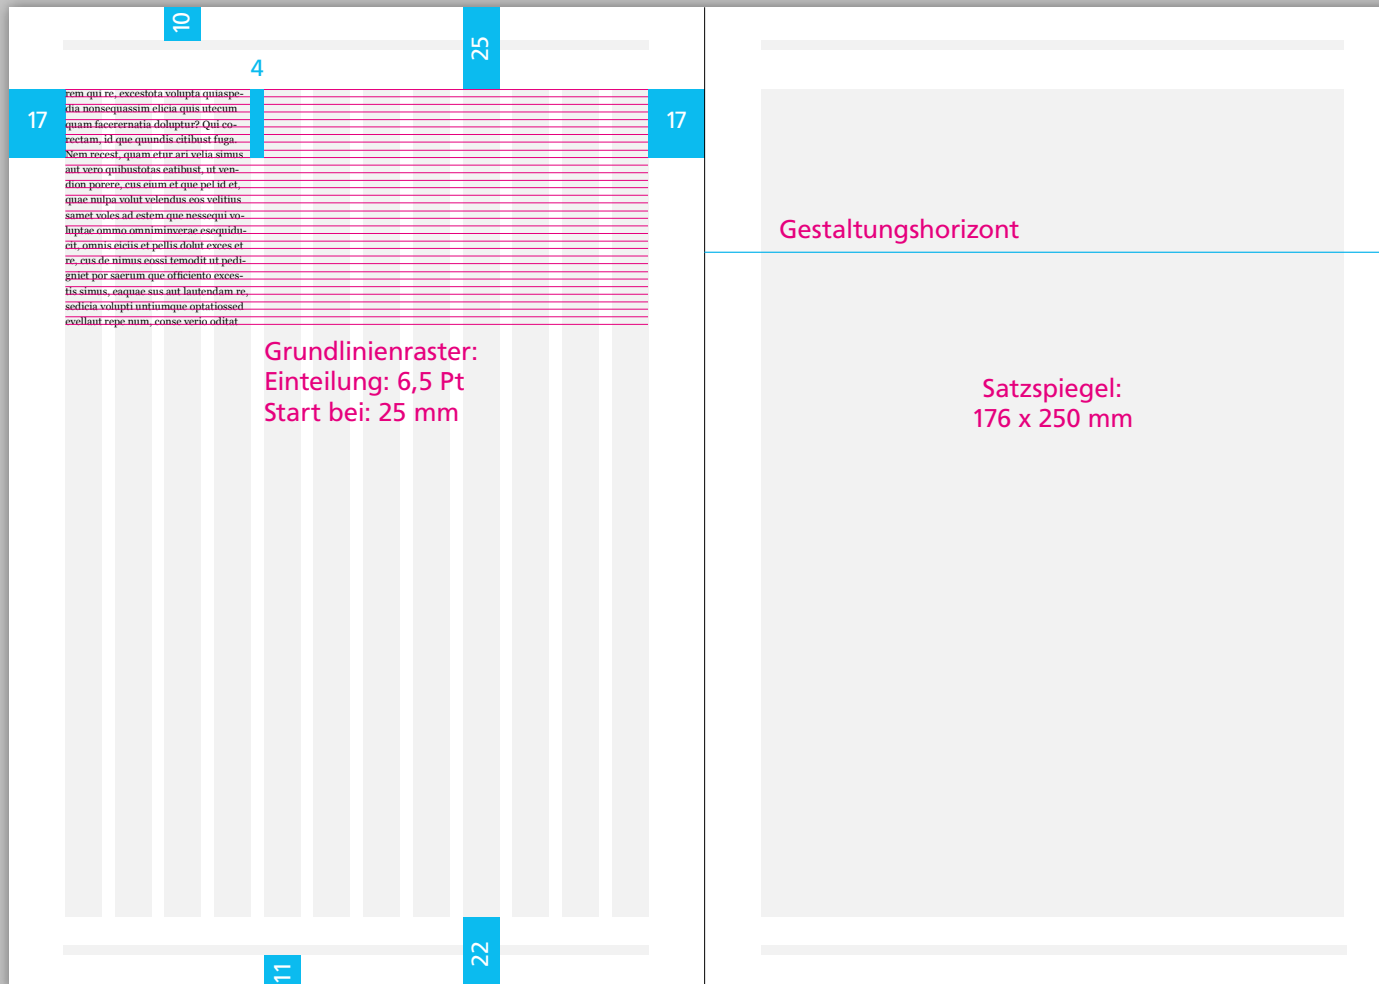 10
25
4
17
17
rem qui re, excestota volupta quiaspe-
dia nonsequassim elicia quis utecum
quam facerernatia doluptur? Qui co-
rectam, id que quundis citibust fuga.
Nem recest, quam etur ari velia simus
aut vero quibustotas eatibust, ut ven-
dion porere, cus eium et que pel id et,
quae nulpa volut velendus eos velitius
samet voles ad estem que nessequi vo-
luptae ommo omniminverae esequidu-
cit, omnis eiciis et pellis dolut exces et
re, cus de nimus eossi temodit ut pedi-
gniet por saerum que officiento exces-
tis simus, eaquae sus aut lautendam re,
sedicia volupti untiumque optatiossed
evellaut repe num, conse verio oditat
Grundlinienraster:
Einteilung: 6,5 Pt
Start bei: 25 mm
22
11
Gestaltungshorizont
Satzspiegel:
176 x 250 mm